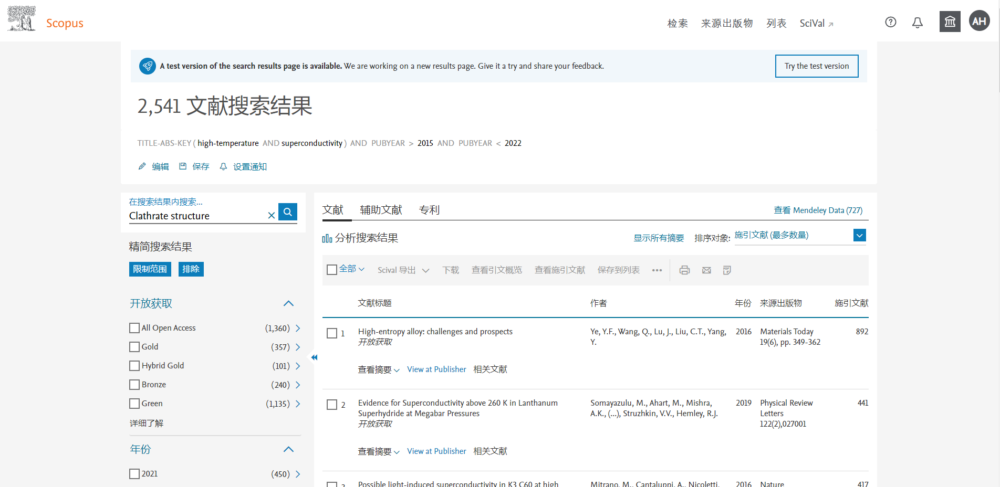 Scopus
检索 来源出版物 列表 SciVal ↗
AH
A test version of the search results page is available. We are working on a new results page. Give it a try and share your feedback.
Try the test version
2,541 文献搜索结果
TITLE-ABS-KEY ( high-temperature AND superconductivity ) AND PUBYEAR > 2015 AND PUBYEAR < 2022
编辑 保存 设置通知
在搜索结果内搜索...
Clathrate structure
精简搜索结果
限制范围 排除
开放获取
All Open Access (1,360)
Gold (357)
Hybrid Gold (101)
Bronze (240)
Green (1,135)
详细了解
年份
2021 (450)
文献 辅助文献 专利
查看 Mendeley Data (727)
分析搜索结果
显示所有摘要 排序对象: 施引文献 (最多数量)
全部 Scival 导出 下载 查看引文概览 查看施引文献 保存到列表 •••
文献标题 作者 年份 来源出版物 施引文献
1 High-entropy alloy: challenges and prospects Ye, Y.F., Wang, Q., Lu, J., Liu, C.T., Yang, 2016 Materials Today 892
开放获取 Y. 19(6), pp. 349-362
查看摘要 View at Publisher 相关文献
2 Evidence for Superconductivity above 260 K in Lanthanum Somayazulu, M., Ahart, M., Mishra, 2019 Physical Review 441
Superhydride at Megabar Pressures A.K., (...), Struzhkin, V.V., Hemley, R.J. Letters
开放获取 122(2),027001
查看摘要 View at Publisher 相关文献
3 Possible light-induced superconductivity in K3 C60 at high Mitrano, M., Cantaluppi, A., Nicoletti, 2016 Nature 417